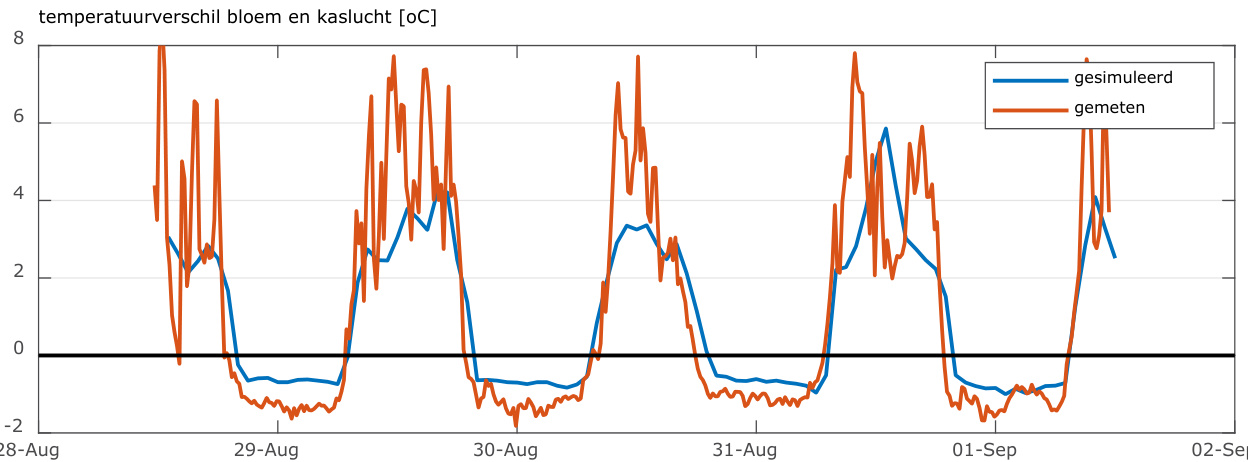 temperatuurverschil bloem en kaslucht [oC]
8
6
4
2
0
-2
gesimuleerd
gemeten
28-Aug 29-Aug 30-Aug 31-Aug 01-Sep 02-Sep